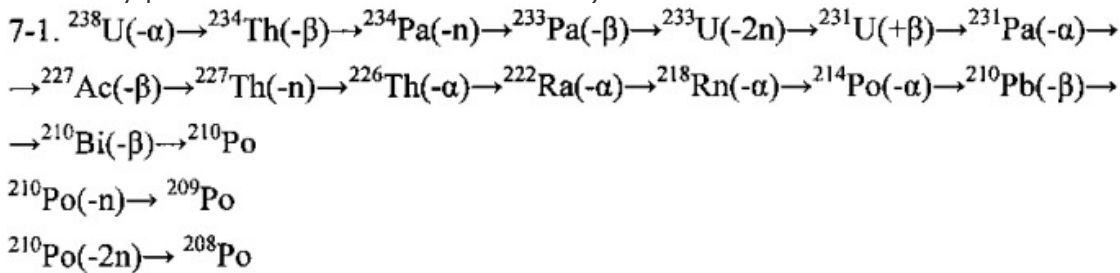 7-1. ²³⁸U(-α)→²³⁴Th(-β)→²³⁴Pa(-n)→²³³Pa(-β)→²³³U(-2n)→²³¹U(+β)→²³¹Pa(-α)→
→²²⁷Ac(-β)→²²⁷Th(-n)→²²⁶Th(-α)→²²²Ra(-α)→²¹⁸Rn(-α)→²¹⁴Po(-α)→²¹⁰Pb(-β)→
→²¹⁰Bi(-β)→²¹⁰Po
²¹⁰Po(-n)→ ²⁰⁹Po
²¹⁰Po(-2n)→ ²⁰⁸Po